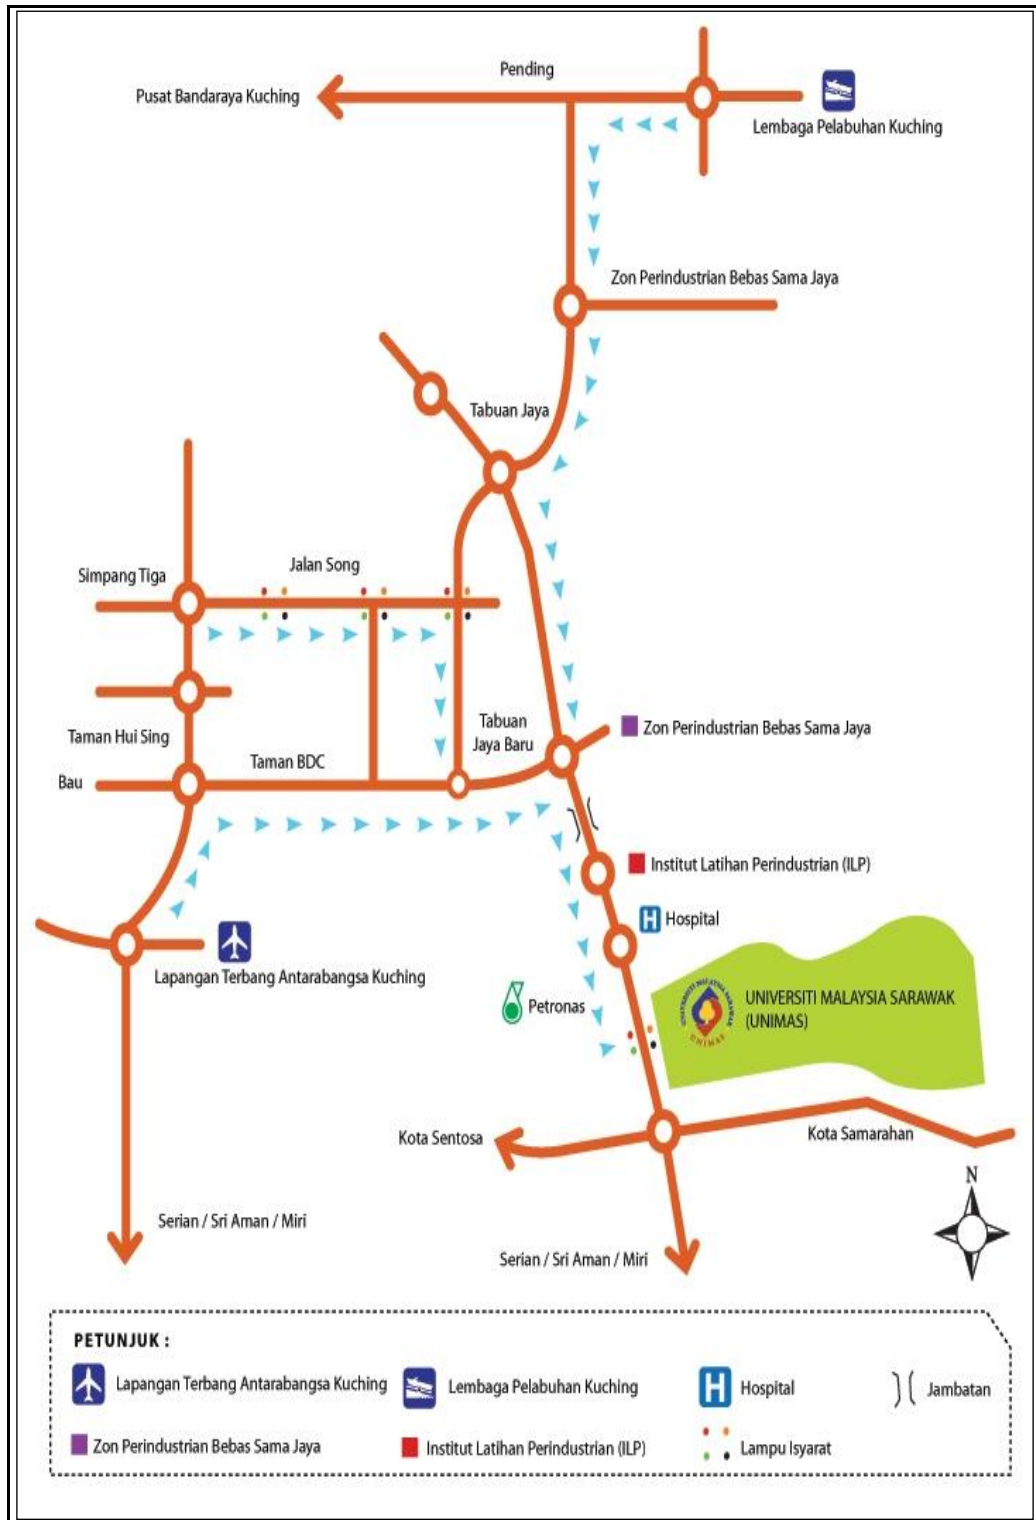 Pending
Pusat Bandaraya Kuching
Lembaga Pelabuhan Kuching
Zon Perindustrian Bebas Sama Jaya
Tabuan Jaya
Jalan Song
Simpang Tiga
Tabuan
Jaya Baru
Zon Perindustrian Bebas Sama Jaya
Taman Hui Sing
Taman BDC
Bau
Institut Latihan Perindustrian (ILP)
H Hospital
Lapangan Terbang Antarabangsa Kuching
UNIVERSITI MALAYSIA SARAWAK
UNIMAS
UNIVERSITI MALAYSIA SARAWAK
(UNIMAS)
Petronas
Kota Sentosa
Kota Samarahan
N
Serian / Sri Aman / Miri
Serian / Sri Aman / Miri
PETUNJUK :
Lapangan Terbang Antarabangsa Kuching
Lembaga Pelabuhan Kuching
H Hospital
Jambatan
Zon Perindustrian Bebas Sama Jaya
Institut Latihan Perindustrian (ILP)
Lampu Isyarat